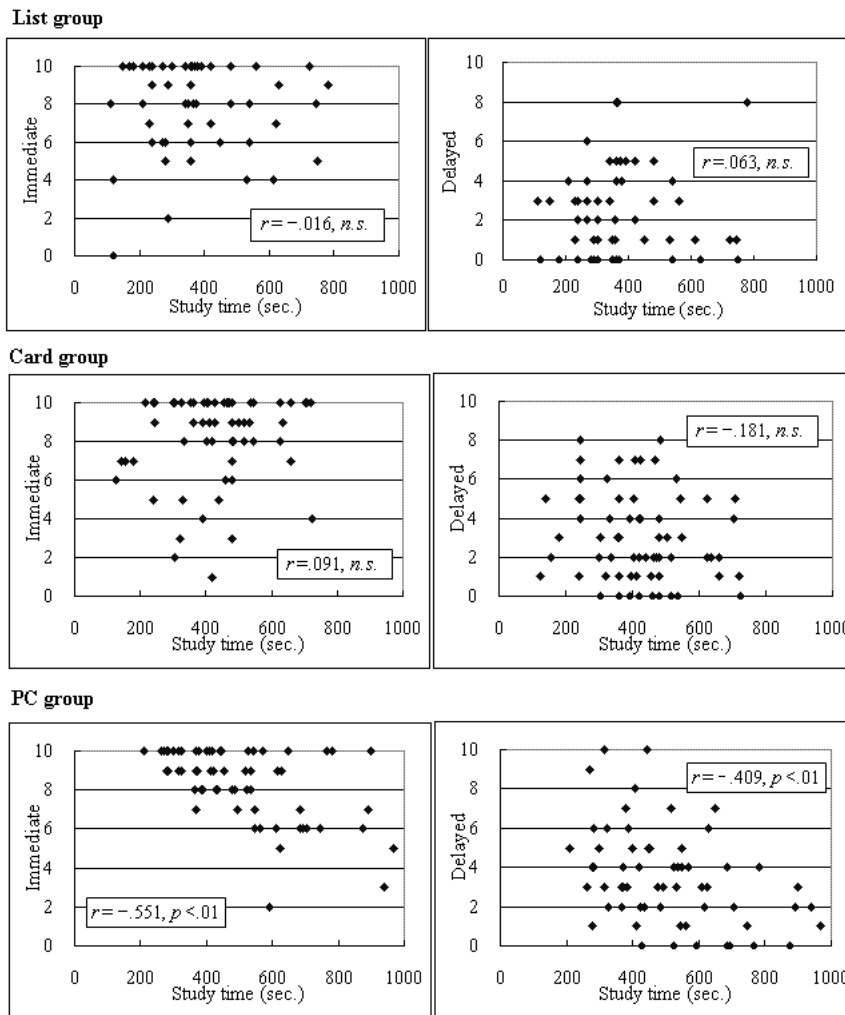 List group
10
8
6
4
2
0
Immediate
r=−.016, n.s.
0 200 400 600 800 1000
Study time (sec.)
10
8
6
4
2
0
Delayed
r=.063, n.s.
0 200 400 600 800 1000
Study time (sec.)
Card group
10
8
6
4
2
0
Immediate
r=.091, n.s.
0 200 400 600 800 1000
Study time (sec.)
10
8
6
4
2
0
Delayed
r=−.181, n.s.
0 200 400 600 800 1000
Study time (sec.)
PC group
10
8
6
4
2
0
Immediate
r=−.551, p<.01
0 200 400 600 800 1000
Study time (sec.)
10
8
6
4
2
0
Delayed
r=−.409, p<.01
0 200 400 600 800 1000
Study time (sec.)